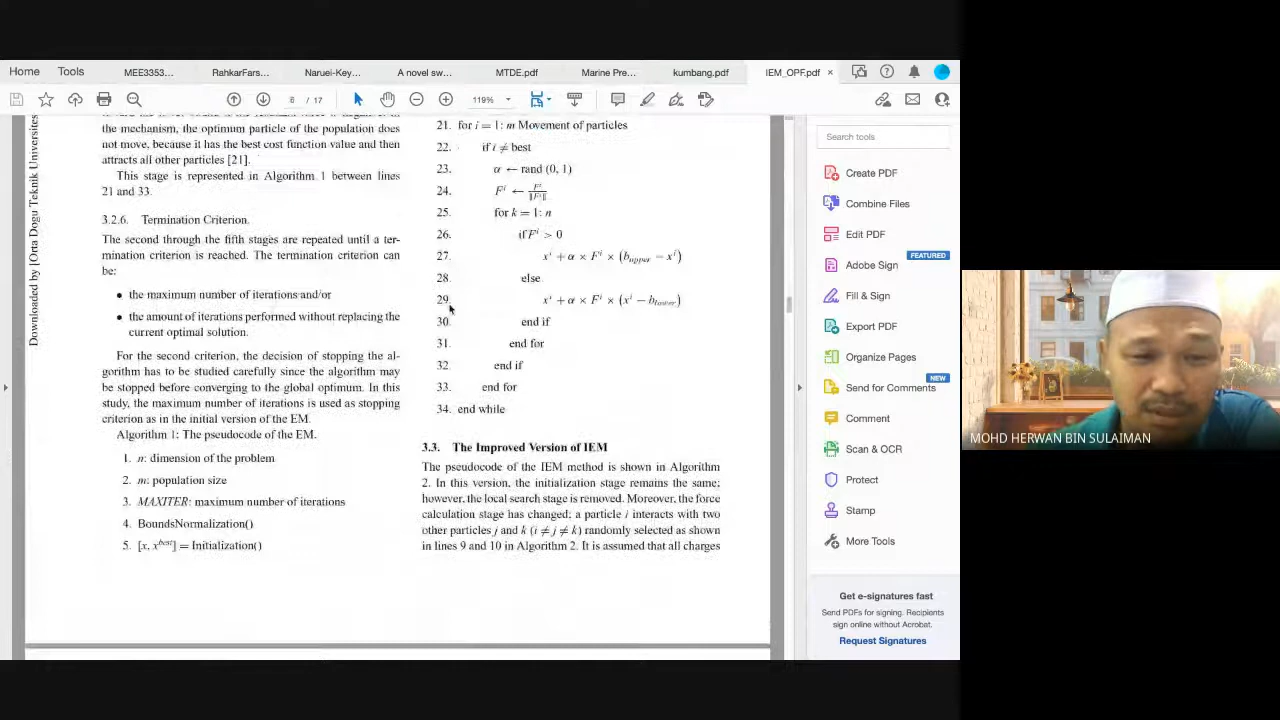 Home
Tools
MEE3353...
RahkarFars...
Naruei-Key...
A novel sw...
MTDE.pdf
Marine Pre...
kumbang.pdf
IEM_OPF.pdf ×
6 / 17
119%
Downloaded by [Orta Dogu Teknik Universites
the mechanism, the optimum particle of the population does
not move, because it has the best cost function value and then
attracts all other particles [21].
This stage is represented in Algorithm 1 between lines
21 and 33.
3.2.6. Termination Criterion.
The second through the fifth stages are repeated until a ter-
mination criterion is reached. The termination criterion can
be:
• the maximum number of iterations and/or
• the amount of iterations performed without replacing the
current optimal solution.
For the second criterion, the decision of stopping the al-
gorithm has to be studied carefully since the algorithm may
be stopped before converging to the global optimum. In this
study, the maximum number of iterations is used as stopping
criterion as in the initial version of the EM.
Algorithm 1: The pseudocode of the EM.
1. n: dimension of the problem
2. m: population size
3. MAXITER: maximum number of iterations
4. BoundsNormalization()
5. [x, x^best] = Initialization()
21. for i = 1: m Movement of particles
22. if i ≠ best
23. α ← rand (0, 1)
24. F^i ← F^i / ‖F^i‖
25. for k = 1: n
26. if F^i > 0
27. x^i + α × F^i × (b_upper − x^i)
28. else
29. x^i + α × F^i × (x^i − b_lower)
30. end if
31. end for
32. end if
33. end for
34. end while
3.3. The Improved Version of IEM
The pseudocode of the IEM method is shown in Algorithm
2. In this version, the initialization stage remains the same;
however, the local search stage is removed. Moreover, the force
calculation stage has changed; a particle i interacts with two
other particles j and k (i ≠ j ≠ k) randomly selected as shown
in lines 9 and 10 in Algorithm 2. It is assumed that all charges
Search tools
Create PDF
Combine Files
Edit PDF
FEATURED
Adobe Sign
Fill & Sign
Export PDF
Organize Pages
NEW
Send for Comments
Comment
Scan & OCR
Protect
Stamp
More Tools
Get e-signatures fast
Send PDFs for signing. Recipients
sign online without Acrobat.
Request Signatures
MOHD HERWAN BIN SULAIMAN